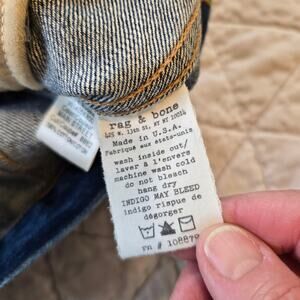 rag & bone
425 W. 13th St, NY NY 10014
Made in U.S.A.
Fabriqué aux états-unis
wash inside out/
laver à l'envers
machine wash cold
do not bleach
hang dry
INDIGO MAY BLEED
indigo risque de
dégorger
RN # 108879